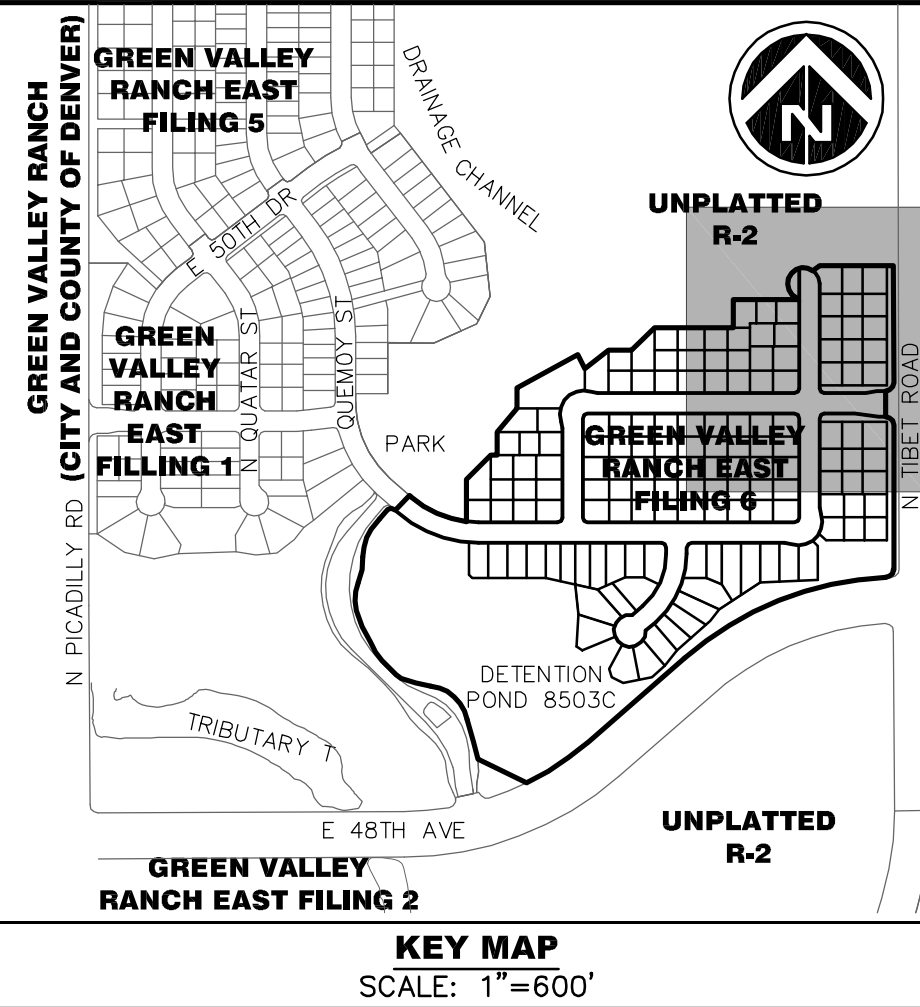 GREEN VALLEY RANCH
(CITY AND COUNTY OF DENVER)
GREEN VALLEY
RANCH EAST
FILING 5
DRAINAGE CHANNEL
N
UNPLATTED
R-2
E 50TH DR
GREEN
VALLEY
RANCH
EAST
FILLING 1
N QUATAR ST
QUEMOY ST
PARK
GREEN VALLEY
RANCH EAST
FILING 6
N TIBET ROAD
N PICADILLY RD
DETENTION
POND 8503C
TRIBUTARY T
E 48TH AVE
UNPLATTED
R-2
GREEN VALLEY
RANCH EAST FILING 2
KEY MAP
SCALE: 1"=600'